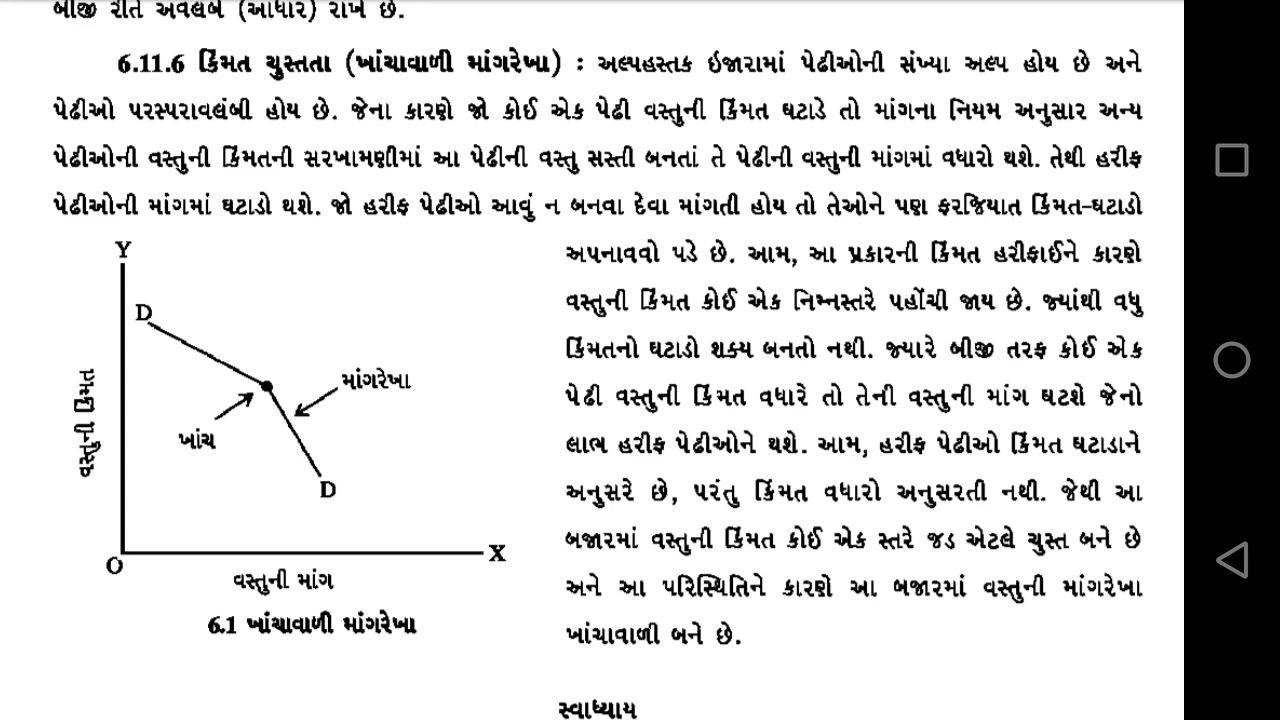 બીજી રીતે અવલંબે (આધાર) રાખે છે.
6.11.6 કિંમત ચુસ્તતા (ખાંચાવાળી માંગરેખા) : અલ્પહસ્તક ઇજારામાં પેઢીઓની સંખ્યા અલ્પ હોય છે અને
પેઢીઓ પરસ્પરાવલંબી હોય છે. જેના કારણે જો કોઈ એક પેઢી વસ્તુની કિંમત ઘટાડે તો માંગના નિયમ અનુસાર અન્ય
પેઢીઓની વસ્તુની કિંમતની સરખામણીમાં આ પેઢીની વસ્તુ સસ્તી બનતાં તે પેઢીની વસ્તુની માંગમાં વધારો થશે. તેથી હરીફ
પેઢીઓની માંગમાં ઘટાડો થશે. જો હરીફ પેઢીઓ આવું ન બનવા દેવા માંગતી હોય તો તેઓને પણ ફરજિયાત કિંમત-ઘટાડો
અપનાવવો પડે છે. આમ, આ પ્રકારની કિંમત હરીફાઈને કારણે
વસ્તુની કિંમત કોઈ એક નિમ્નસ્તરે પહોંચી જાય છે. જ્યાંથી વધુ
કિંમતનો ઘટાડો શક્ય બનતો નથી. જ્યારે બીજી તરફ કોઈ એક
પેઢી વસ્તુની કિંમત વધારે તો તેની વસ્તુની માંગ ઘટશે જેનો
લાભ હરીફ પેઢીઓને થશે. આમ, હરીફ પેઢીઓ કિંમત ઘટાડાને
અનુસરે છે, પરંતુ કિંમત વધારો અનુસરતી નથી. જેથી આ
બજારમાં વસ્તુની કિંમત કોઈ એક સ્તરે જડ એટલે ચુસ્ત બને છે
અને આ પરિસ્થિતિને કારણે આ બજારમાં વસ્તુની માંગરેખા
ખાંચાવાળી બને છે.
Y
D
માંગરેખા
ખાંચ
વસ્તુની કિંમત
D
O
X
વસ્તુની માંગ
6.1 ખાંચાવાળી માંગરેખા
સ્વાધ્યાય